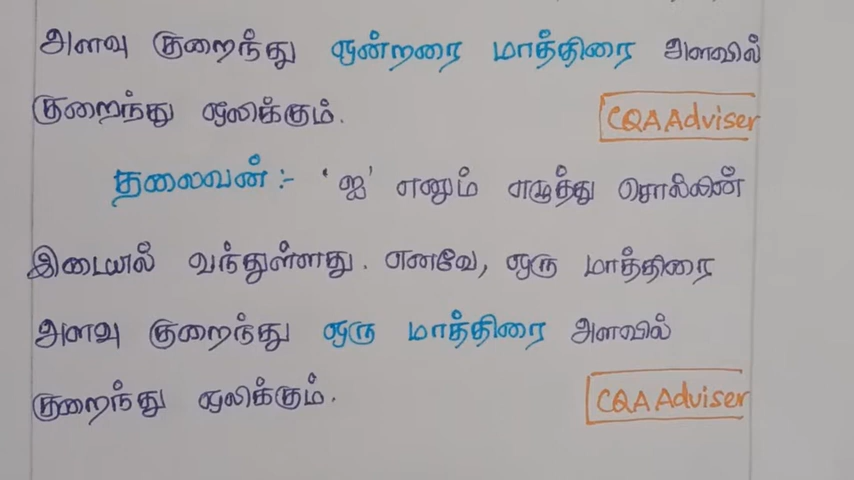 அளவு குறைந்து ஒன்றரை மாத்திரை அளவில்
குறைந்து ஒலிக்கும்.
CQA Adviser
தலைவன் :- 'ஐ' எனும் எழுத்து சொல்லின்
இடையில் வந்துள்ளது. எனவே, ஒரு மாத்திரை
அளவு குறைந்து ஒரு மாத்திரை அளவில்
குறைந்து ஒலிக்கும்.
CQA Adviser